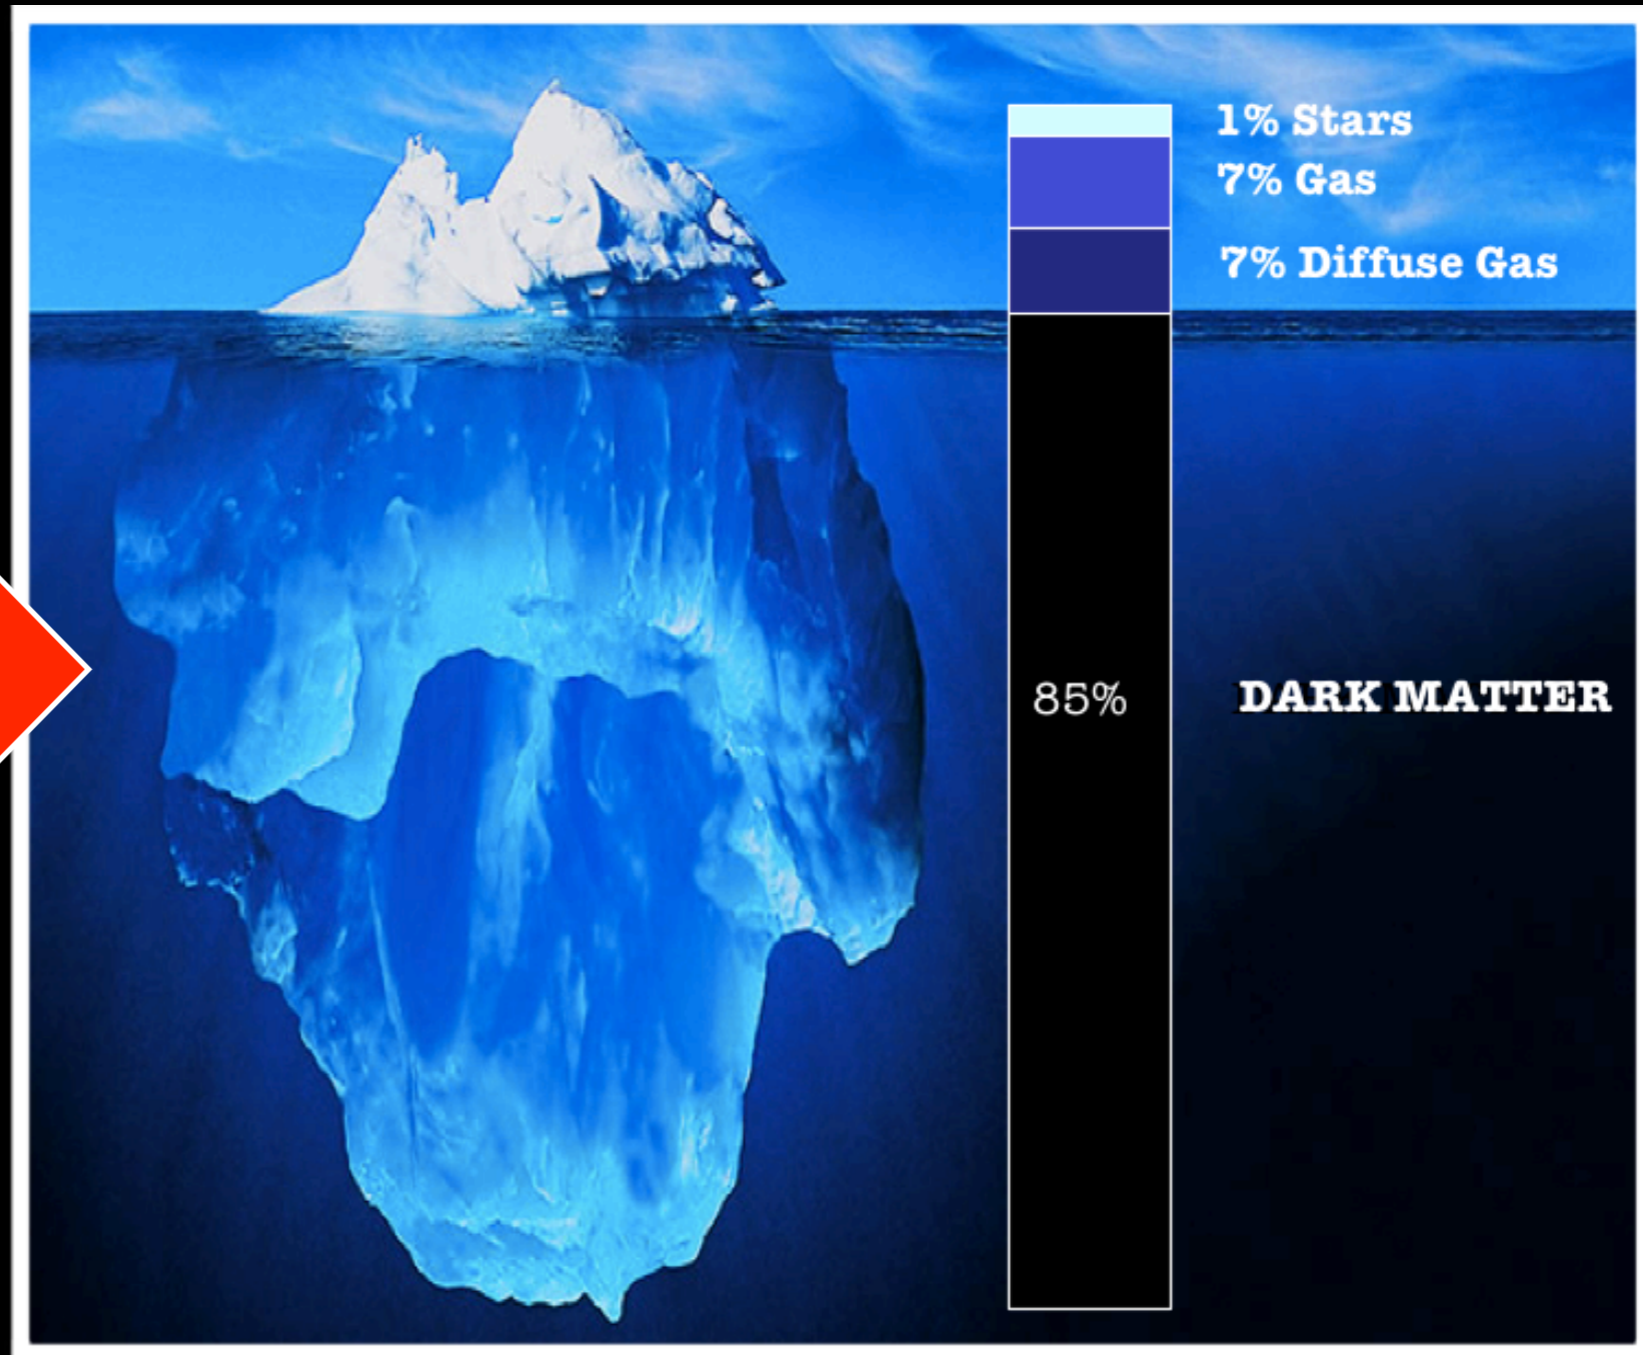 1% Stars
7% Gas
7% Diffuse Gas
85%
DARK MATTER